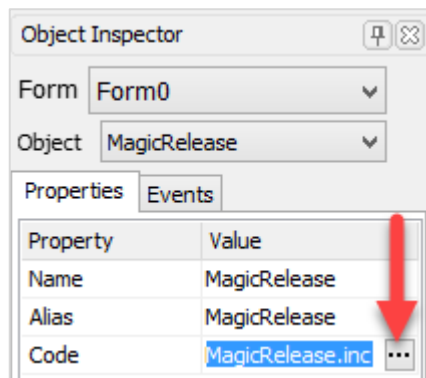 Object Inspector
Form Form0
Object MagicRelease
Properties Events
Property Value
Name MagicRelease
Alias MagicRelease
Code MagicRelease.inc ...